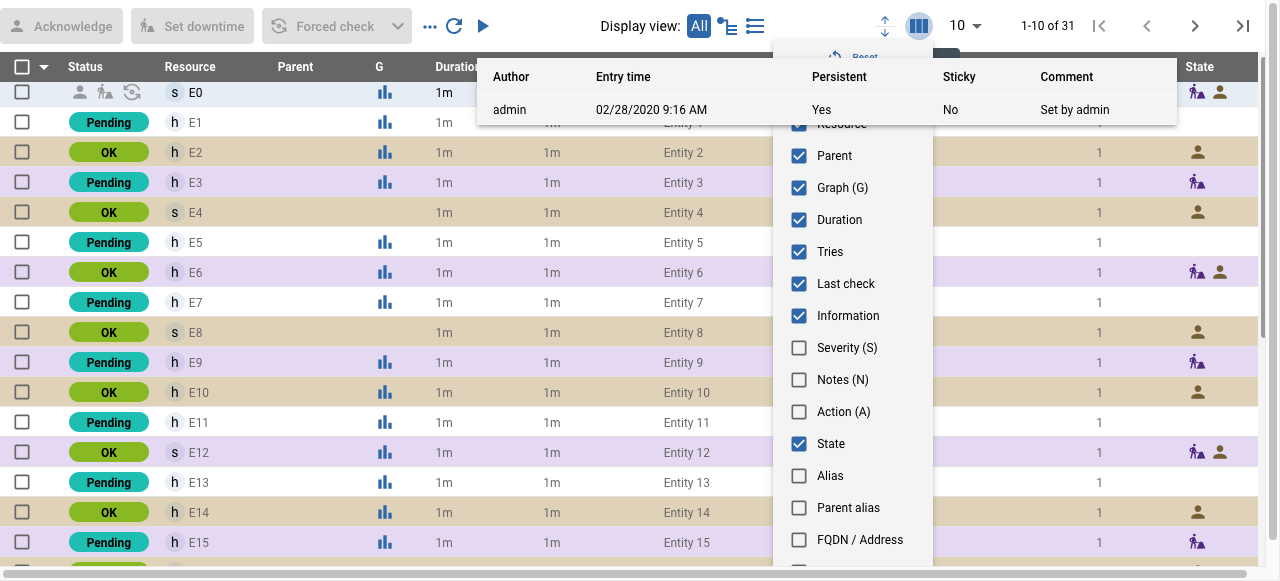 Acknowledge Set downtime Forced check Display view: All 10 1-10 of 31
Reset
Status Resource Parent G Duration State
Author Entry time Persistent Sticky Comment
admin 02/28/2020 9:16 AM Yes No Set by admin
s E0 1m
Pending h E1 1m 1m 1
Resource
OK h E2 1m 1m Entity 2 1
Parent
Pending h E3 1m 1m Entity 3 1
Graph (G)
OK s E4 1m 1m Entity 4 1
Duration
Pending h E5 1m 1m Entity 5 1
Tries
OK h E6 1m 1m Entity 6 1
Last check
Pending h E7 1m 1m Entity 7 1
Information
OK s E8 1m 1m Entity 8 1
Severity (S)
Pending h E9 1m 1m Entity 9 1
Notes (N)
OK h E10 1m 1m Entity 10 1
Action (A)
Pending h E11 1m 1m Entity 11 1
State
OK s E12 1m 1m Entity 12 1
Alias
Pending h E13 1m 1m Entity 13 1
Parent alias
OK h E14 1m 1m Entity 14 1
FQDN / Address
Pending h E15 1m 1m Entity 15 1